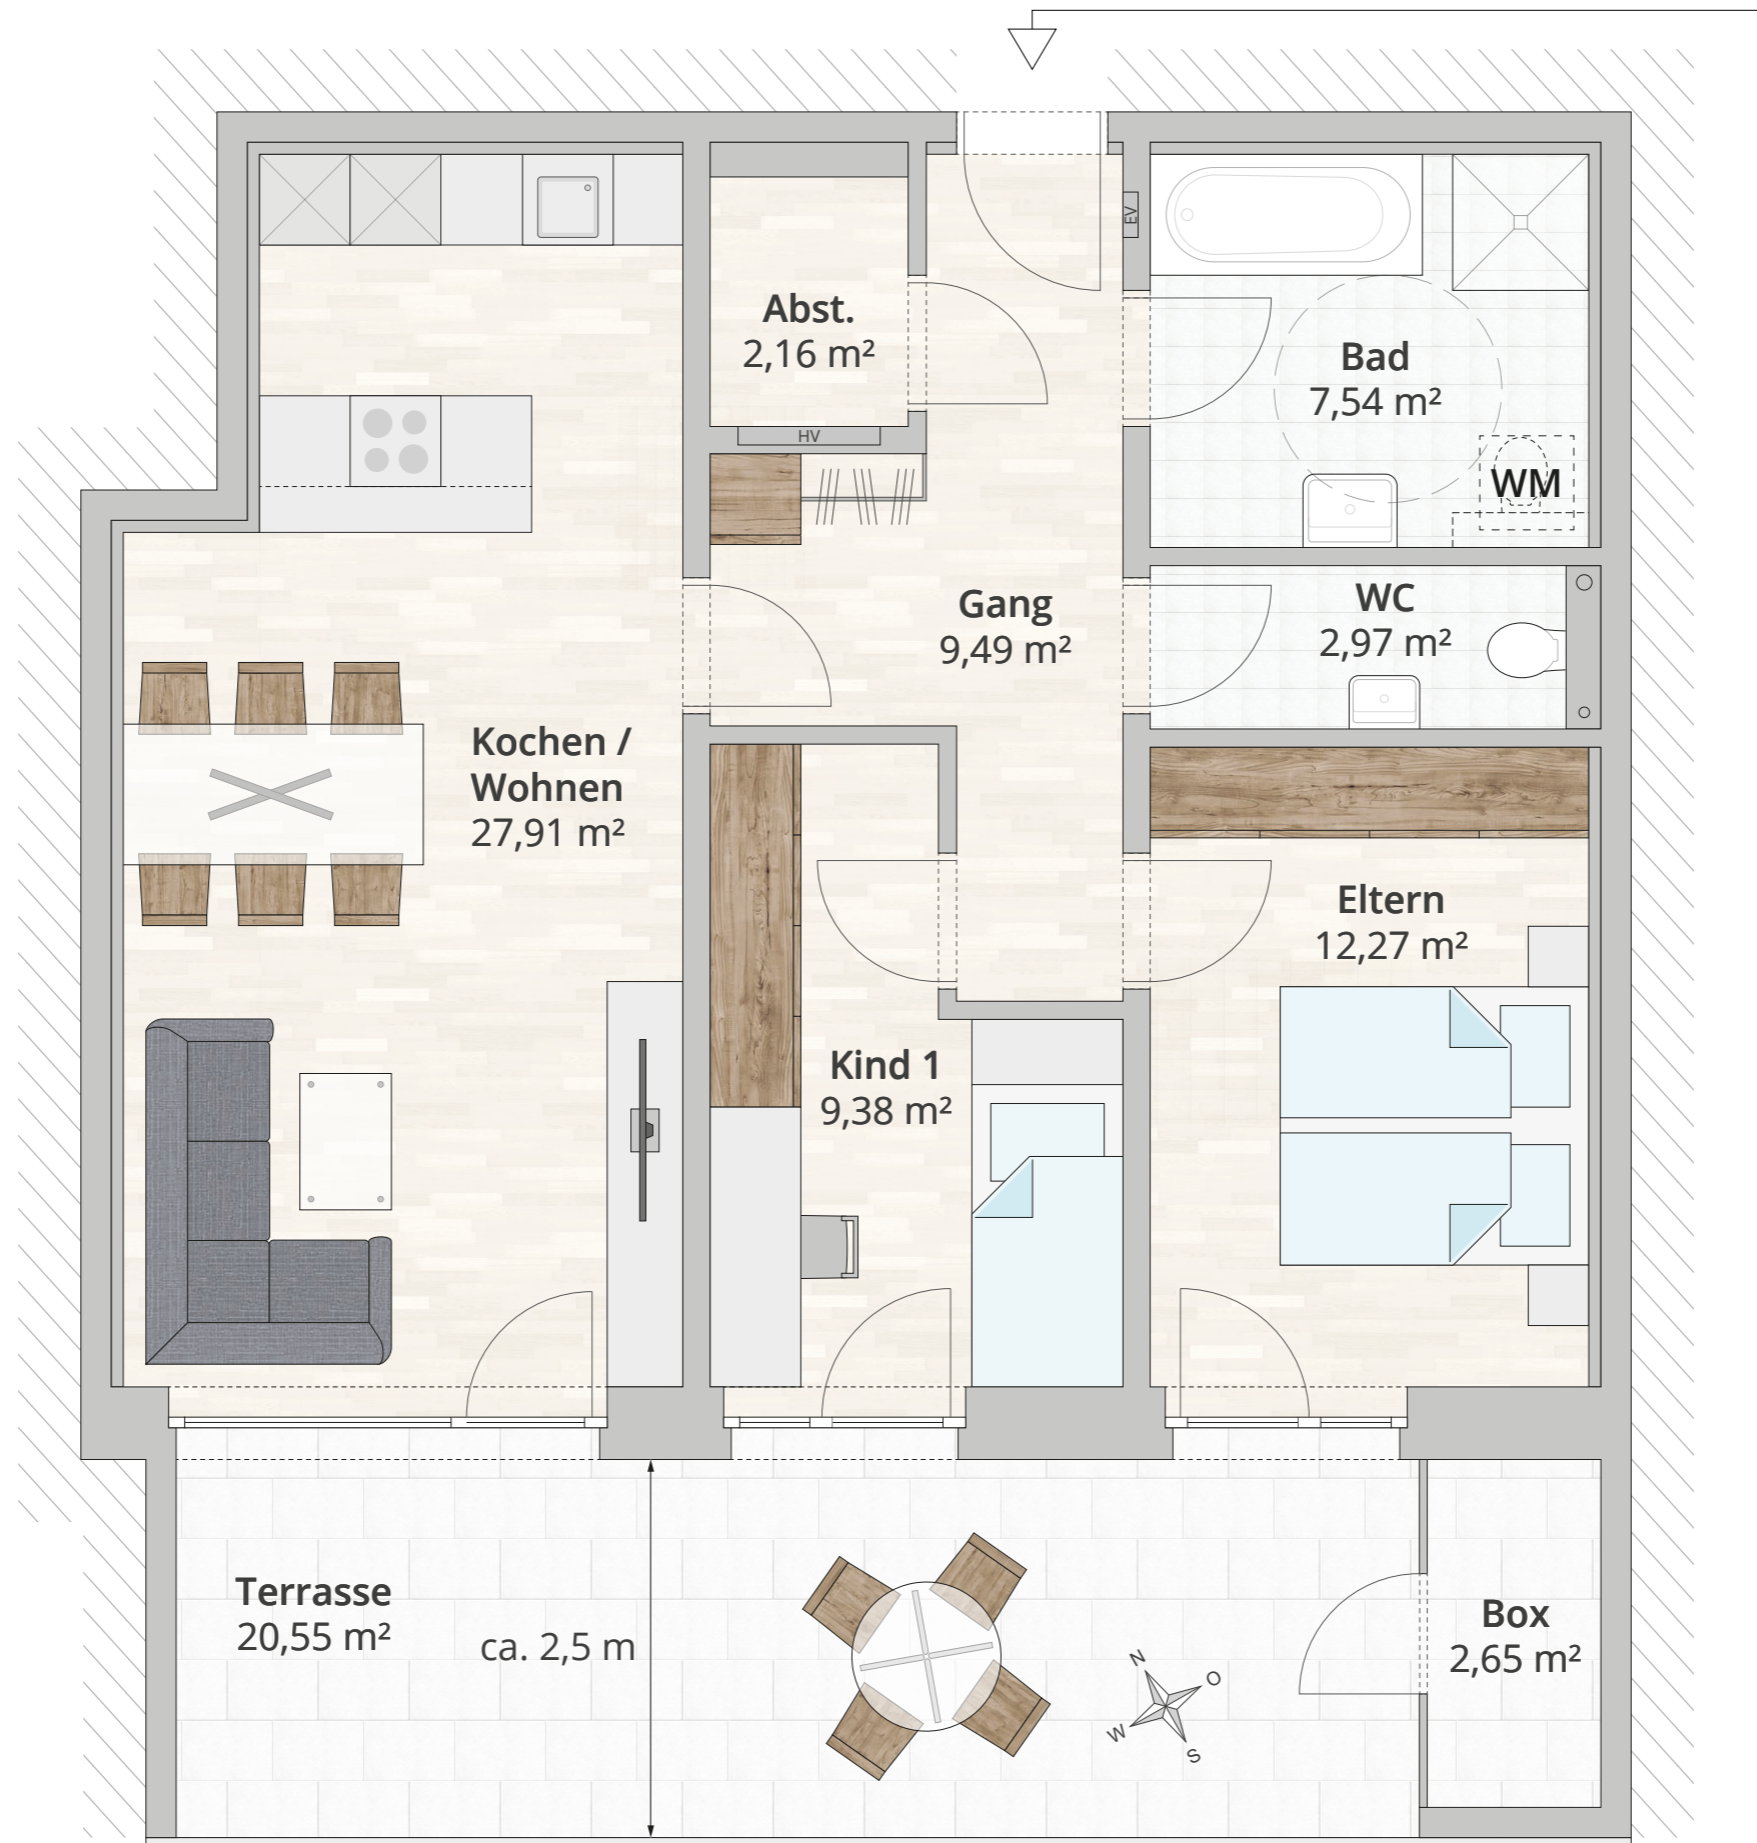 EV
Abst.
2,16 m²
Bad
7,54 m²
HV
WM
Gang
9,49 m²
WC
2,97 m²
Kochen /
Wohnen
27,91 m²
Eltern
12,27 m²
Kind 1
9,38 m²
Terrasse
20,55 m²
ca. 2,5 m
Box
2,65 m²
N
O
W
S